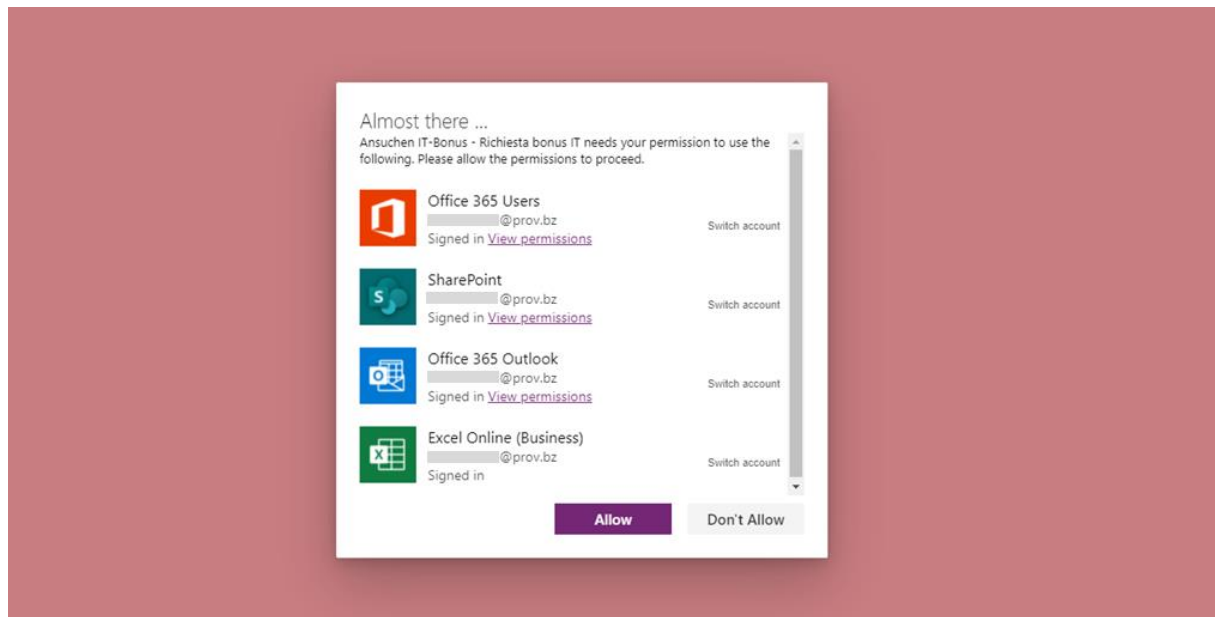 Almost there ...
Ansuchen IT-Bonus - Richiesta bonus IT needs your permission to use the
following. Please allow the permissions to proceed.
Office 365 Users
@prov.bz
Switch account
Signed in View permissions
S
SharePoint
@prov.bz
Switch account
Signed in View permissions
Office 365 Outlook
O
@prov.bz
Switch account
Signed in View permissions
Excel Online (Business)
X
@prov.bz
Switch account
Signed in
Allow
Don't Allow